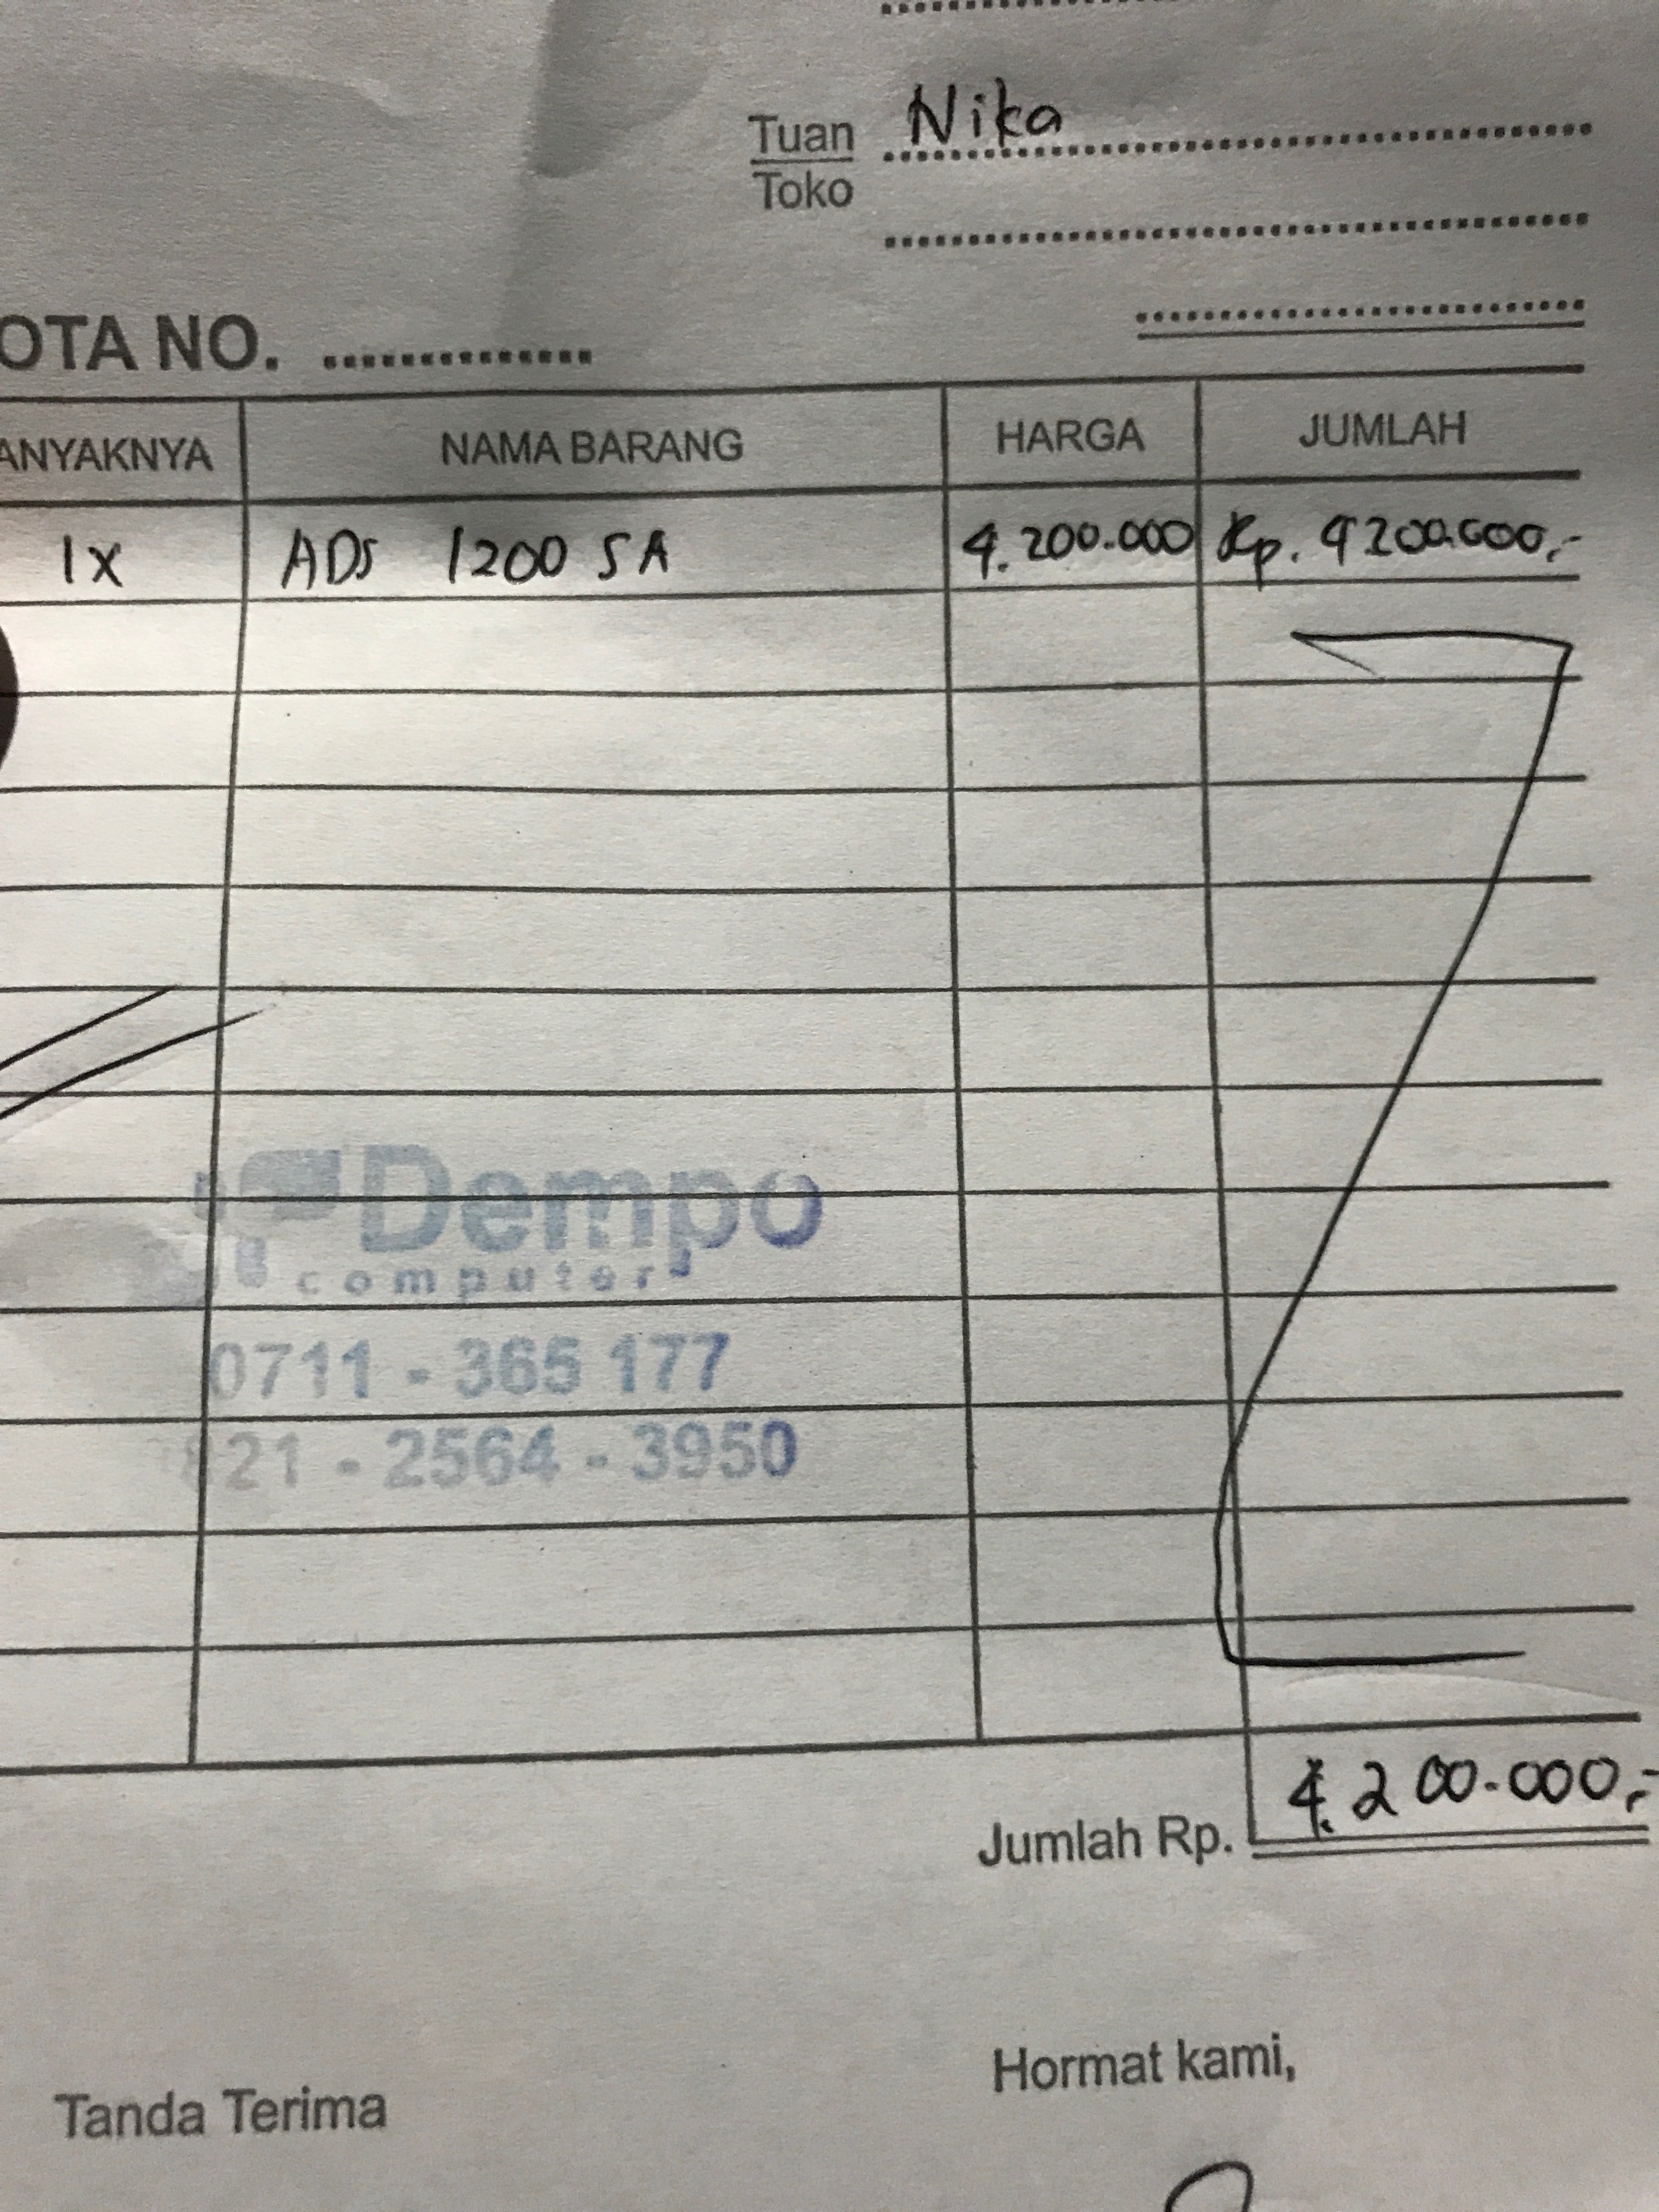 Tuan Nika
Toko
OTA NO.
ANYAKNYA NAMA BARANG HARGA JUMLAH
1x ADS 1200 SA 4.200.000 Rp. 4200.000,-
Dempo
computer
0711 - 365 177
821 - 2564 - 3950
Jumlah Rp. 4.200.000,-
Hormat kami,
Tanda Terima